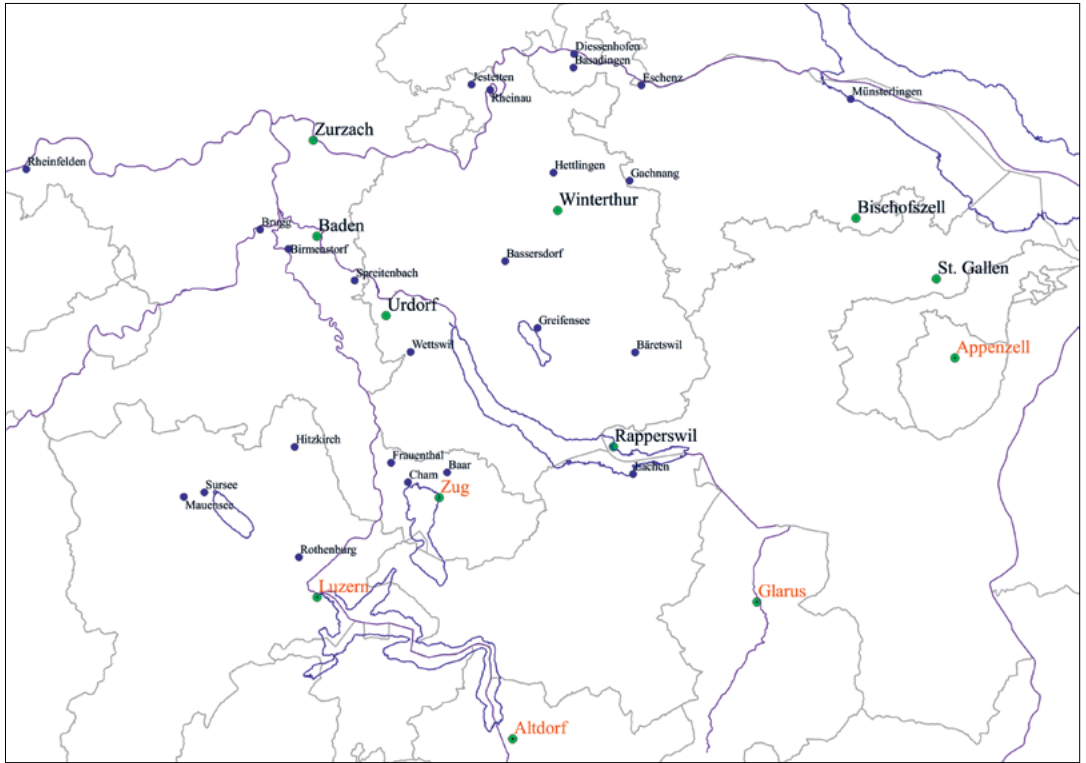 Diessenhofen
Basadingen
Jestetten
Eschenz
Rheinau
Münsterlingen
Zurzach
Rheinfelden
Hettlingen
Gachnang
Winterthur
Bischofszell
Brugg
Baden
Birmenstorf
Bassersdorf
Spreitenbach
St. Gallen
Urdorf
Greifensee
Wettswil
Bäretswil
Appenzell
Hitzkirch
Rapperswil
Frauenthal
Baar
Lachen
Cham
Zug
Sursee
Mauensee
Rothenburg
Luzern
Glarus
Altdorf